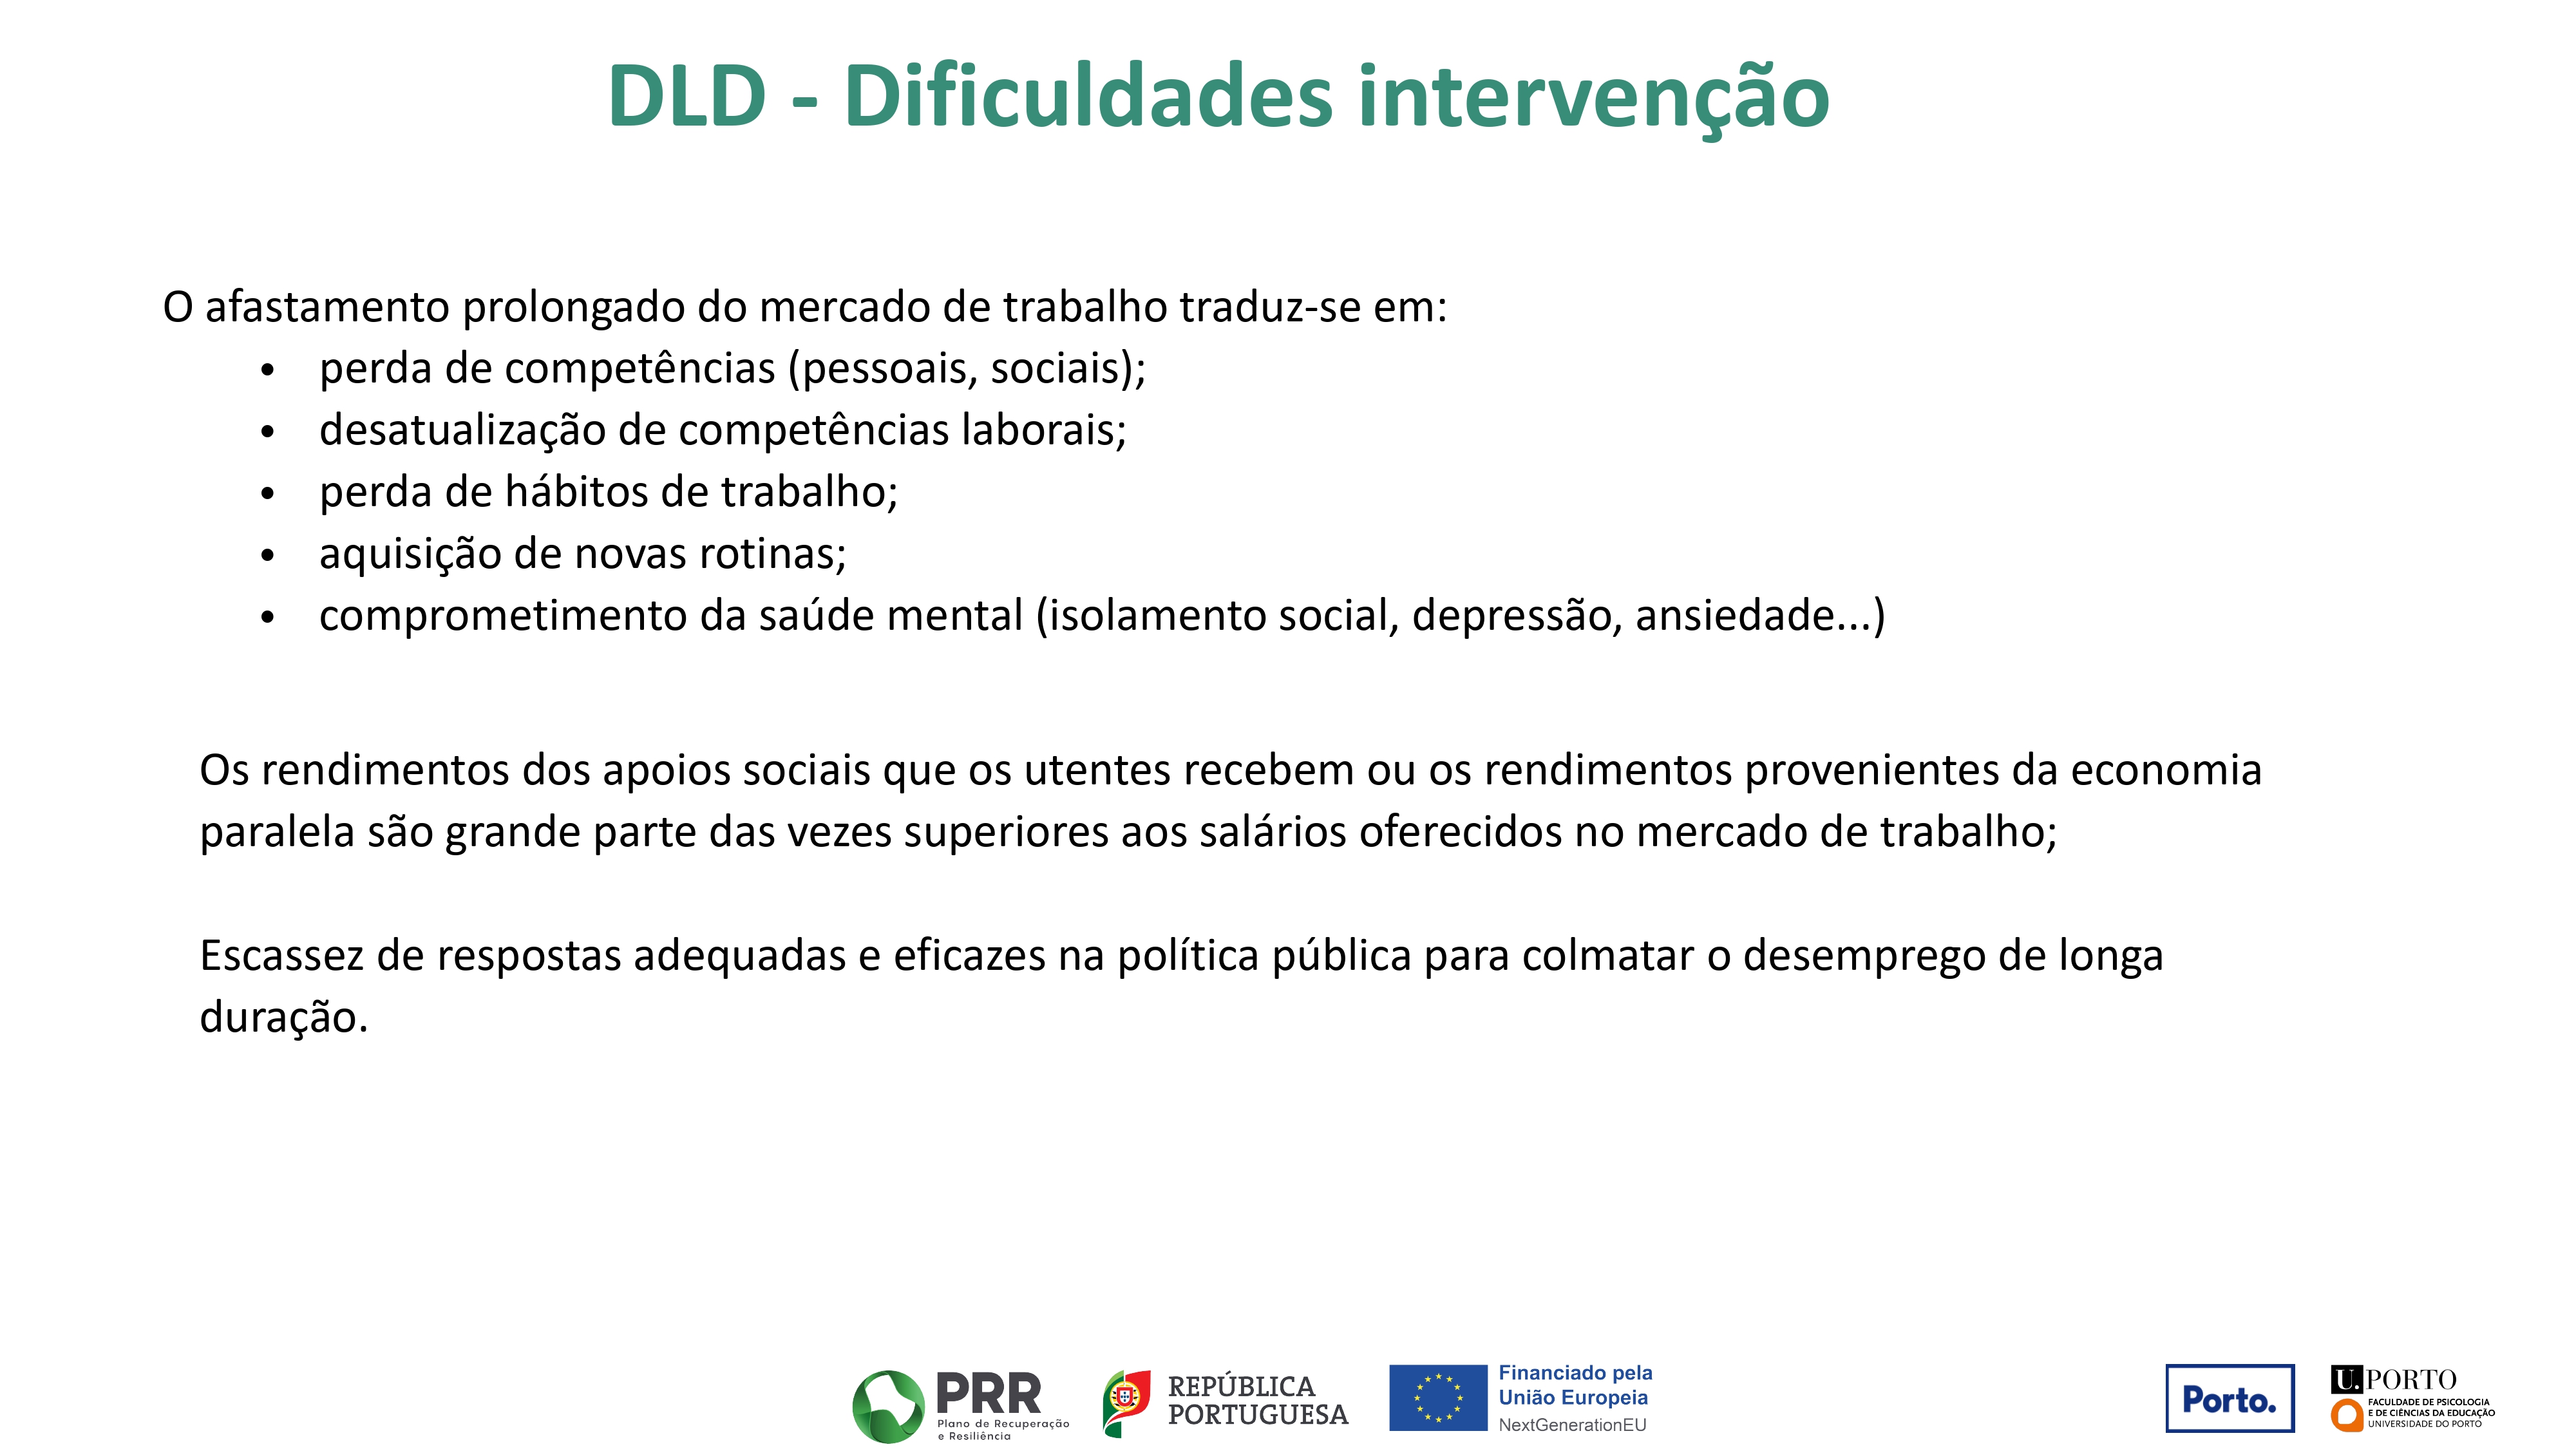 DLD - Dificuldades intervenção
O afastamento prolongado do mercado de trabalho traduz-se em:
• perda de competências (pessoais, sociais);
• desatualização de competências laborais;
• perda de hábitos de trabalho;
• aquisição de novas rotinas;
• comprometimento da saúde mental (isolamento social, depressão, ansiedade...)
Os rendimentos dos apoios sociais que os utentes recebem ou os rendimentos provenientes da economia
paralela são grande parte das vezes superiores aos salários oferecidos no mercado de trabalho;
Escassez de respostas adequadas e eficazes na política pública para colmatar o desemprego de longa
duração.
PRR
Plano de Recuperação
e Resiliência
REPÚBLICA
PORTUGUESA
Financiado pela
União Europeia
NextGenerationEU
Porto.
U.PORTO
FACULDADE DE PSICOLOGIA
E DE CIÊNCIAS DA EDUCAÇÃO
UNIVERSIDADE DO PORTO